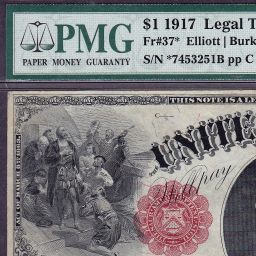 PMG
PAPER MONEY GUARANTY
$1 1917 Legal T
Fr#37* Elliott | Burk
S/N *7453251B pp C
THIS NOTE IS A LE
UNITE
Will pay